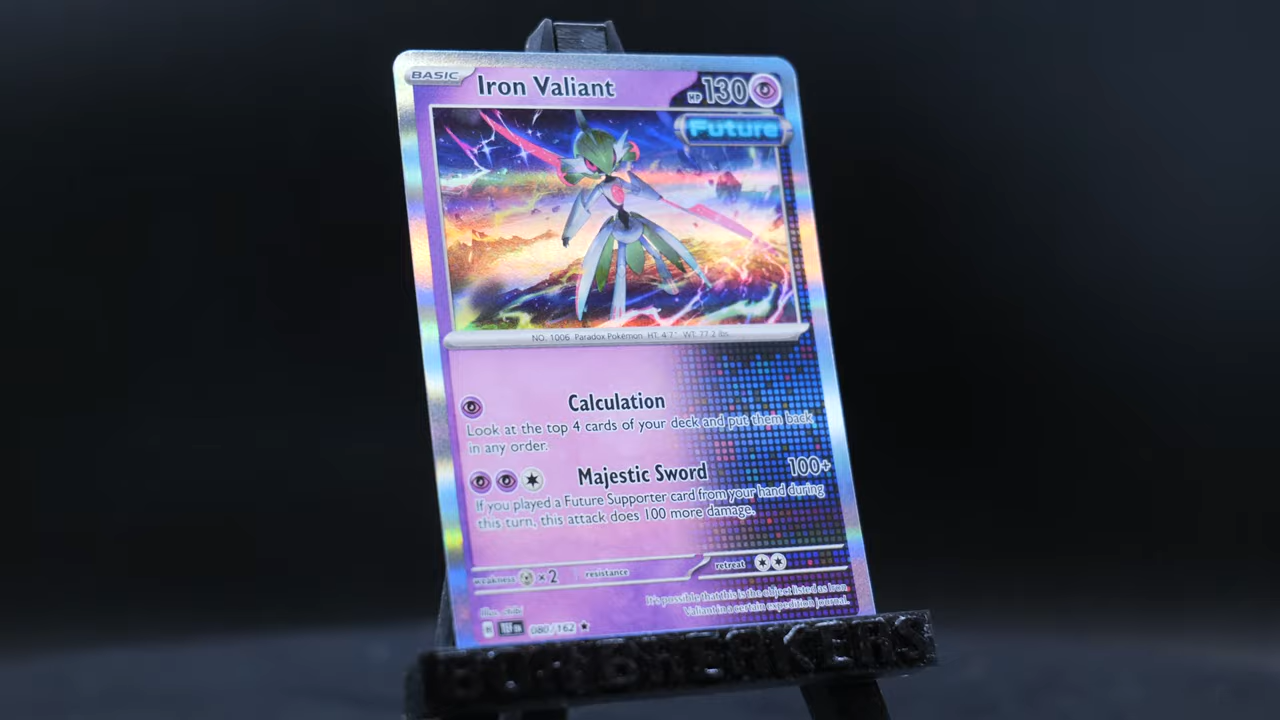 BASIC Iron Valiant HP 130
Future
NO. 1006 Paradox Pokémon HT: 4'7" WT: 77.2 lbs.
Calculation
Look at the top 4 cards of your deck and put them back
in any order.
Majestic Sword 100+
If you played a Future Supporter card from your hand during
this turn, this attack does 100 more damage.
weakness ×2 resistance retreat
It's possible that this is the object listed as Iron
Valiant in a certain expedition journal.
Illus.
TEF EN 080/162